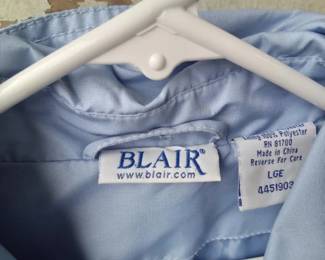 BLAIR®
www.blair.com
100% Polyester
RN 81700
Made in China
Reverse For Care
LGE
4451903